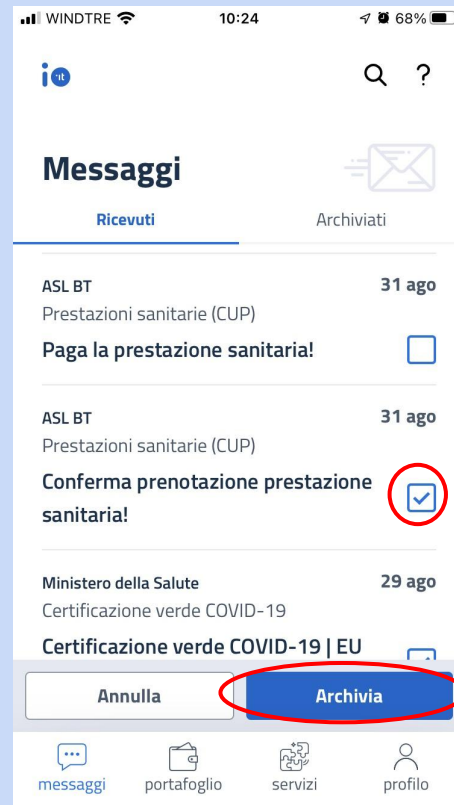 WINDTRE 10:24 68%
io it ?
Messaggi
Ricevuti Archiviati
ASL BT 31 ago
Prestazioni sanitarie (CUP)
Paga la prestazione sanitaria!
ASL BT 31 ago
Prestazioni sanitarie (CUP)
Conferma prenotazione prestazione
sanitaria!
Ministero della Salute 29 ago
Certificazione verde COVID-19
Certificazione verde COVID-19 | EU
Annulla Archivia
messaggi portafoglio servizi profilo